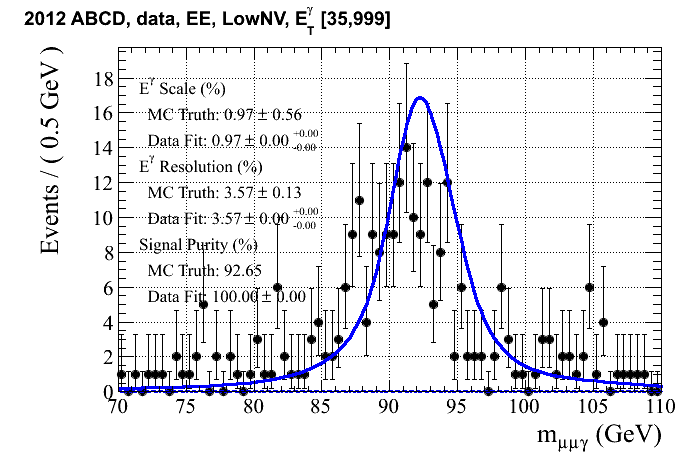 2012 ABCD, data, EE, LowNV, E_T^γ [35,999]
Events / ( 0.5 GeV )
18
16
14
12
10
8
6
4
2
0
E^γ Scale (%)
MC Truth: 0.97 ± 0.56
Data Fit: 0.97 ± 0.00 +0.00 -0.00
E^γ Resolution (%)
MC Truth: 3.57 ± 0.13
Data Fit: 3.57 ± 0.00 +0.00 -0.00
Signal Purity (%)
MC Truth: 92.65
Data Fit: 100.00 ± 0.00
70 75 80 85 90 95 100 105 110
m_μμγ (GeV)